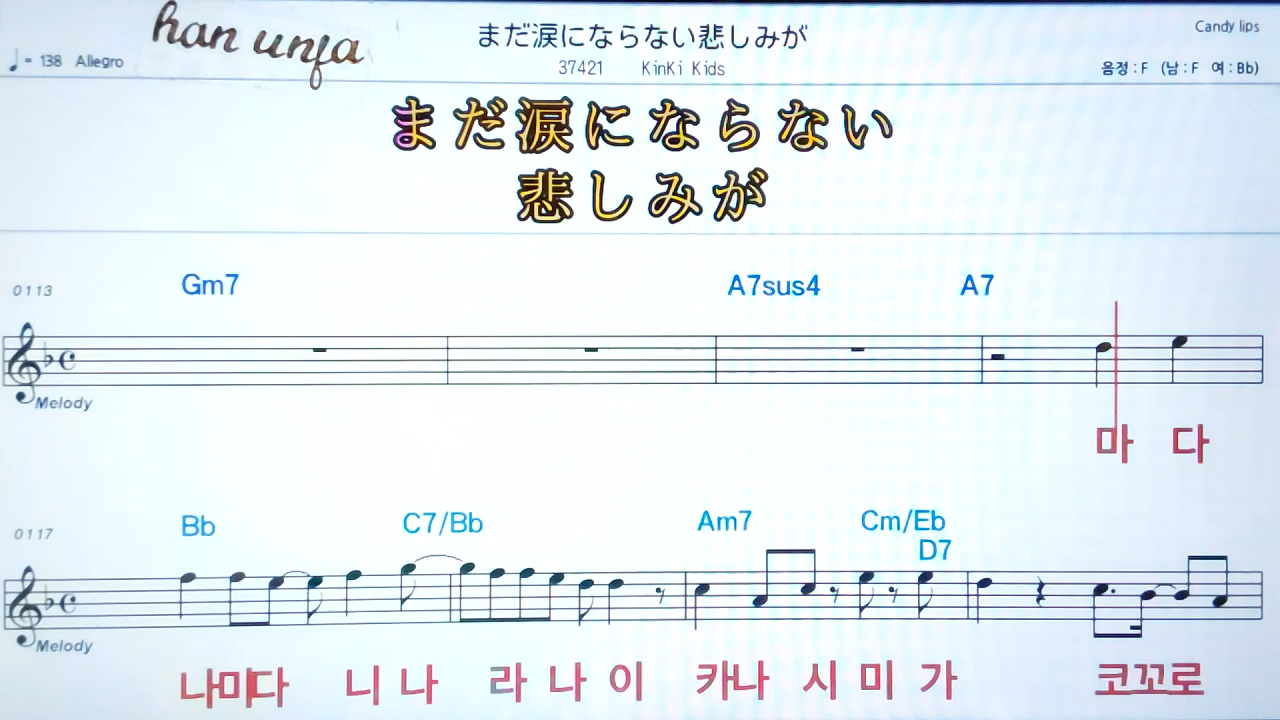 han unfa
まだ涙にならない悲しみが
Candy lips
♩= 138 Allegro
37421 KinKi Kids
음정 : F (남 : F 여 : Bb)
まだ涙にならない
悲しみが
0113 Gm7 A7sus4 A7
Melody
마 다
0117 Bb C7/Bb Am7 Cm/Eb
D7
Melody
나미다 니 나 라 나 이 카나 시 미 가 코꼬로